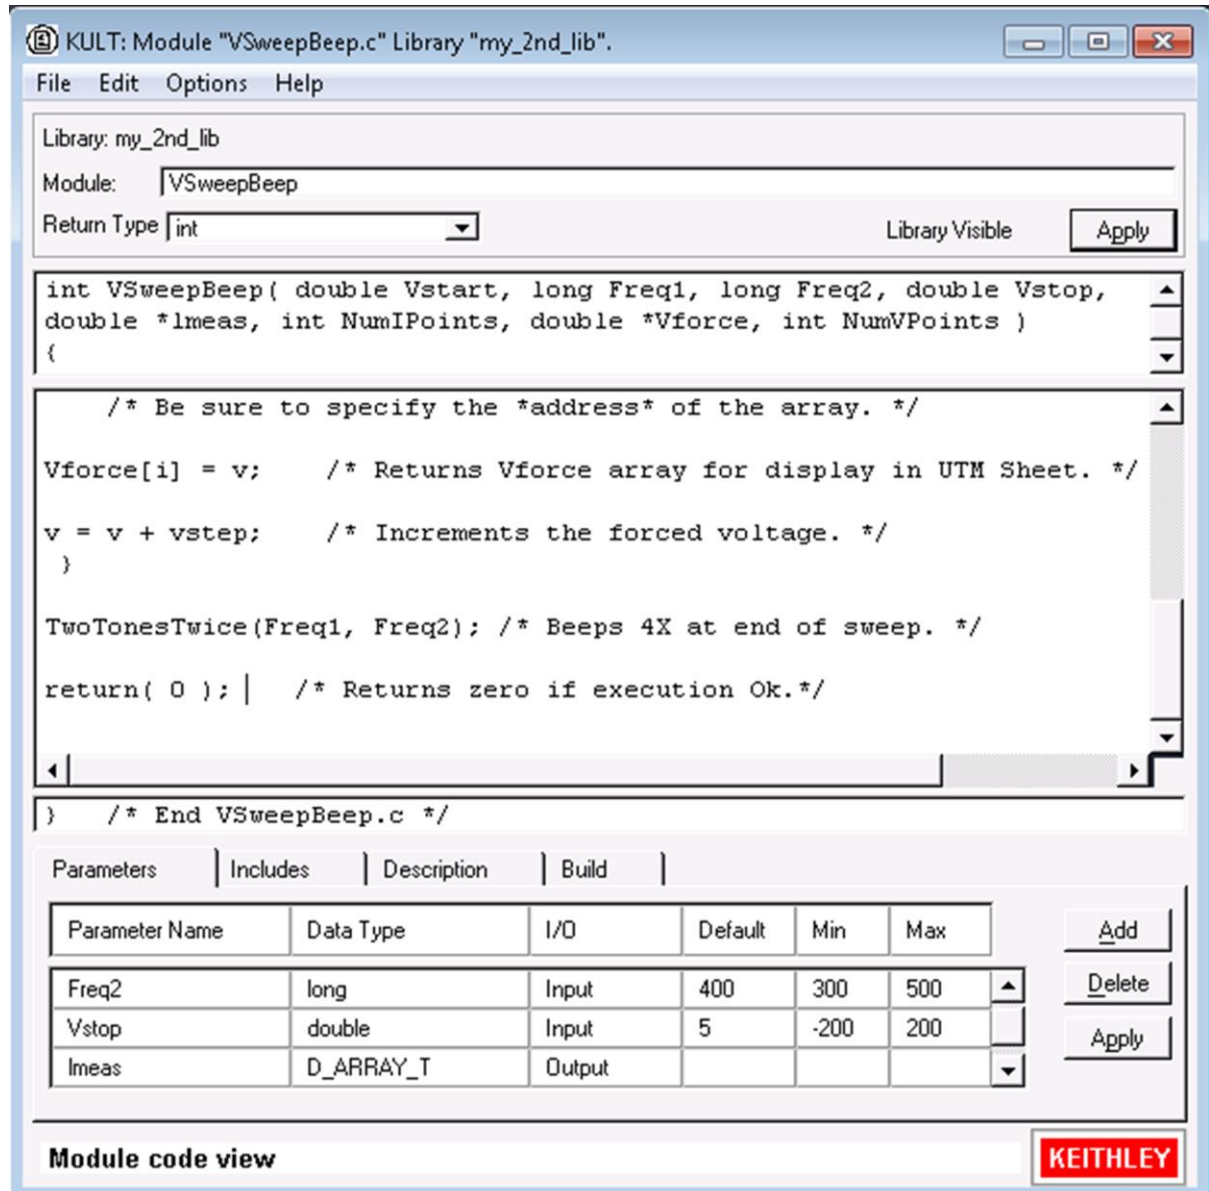 KULT: Module "VSweepBeep.c" Library "my_2nd_lib".
File Edit Options Help
Library: my_2nd_lib
Module: VSweepBeep
Return Type int Library Visible Apply
int VSweepBeep( double Vstart, long Freq1, long Freq2, double Vstop,
double *lmeas, int NumIPoints, double *Vforce, int NumVPoints )
{
/* Be sure to specify the *address* of the array. */
Vforce[i] = v; /* Returns Vforce array for display in UTM Sheet. */
v = v + vstep; /* Increments the forced voltage. */
}
TwoTonesTwice(Freq1, Freq2); /* Beeps 4X at end of sweep. */
return( 0 ); /* Returns zero if execution Ok.*/
} /* End VSweepBeep.c */
Parameters Includes Description Build
Parameter Name Data Type I/O Default Min Max Add
Freq2 long Input 400 300 500 Delete
Vstop double Input 5 -200 200 Apply
Imeas D_ARRAY_T Output
Module code view KEITHLEY